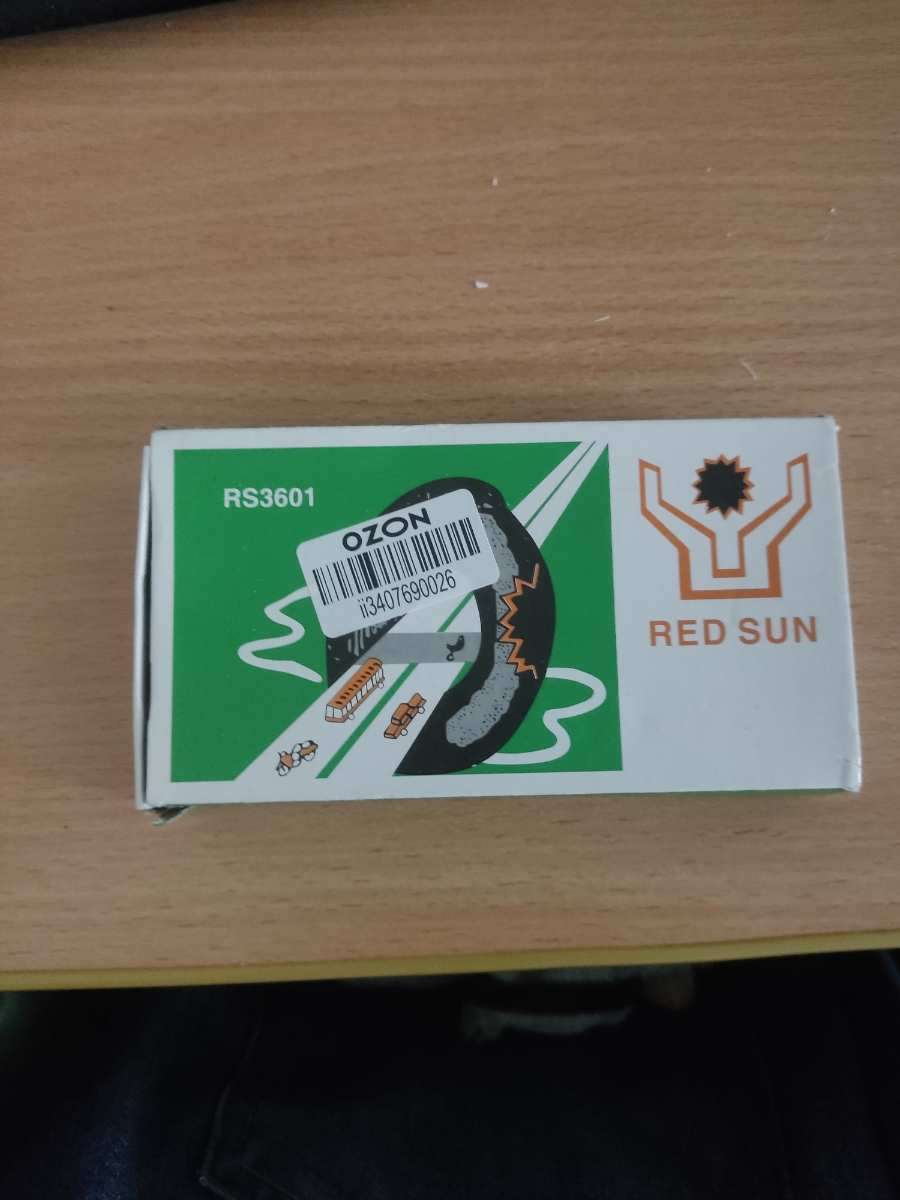 RS3601
OZON
ii3407690026
RED SUN